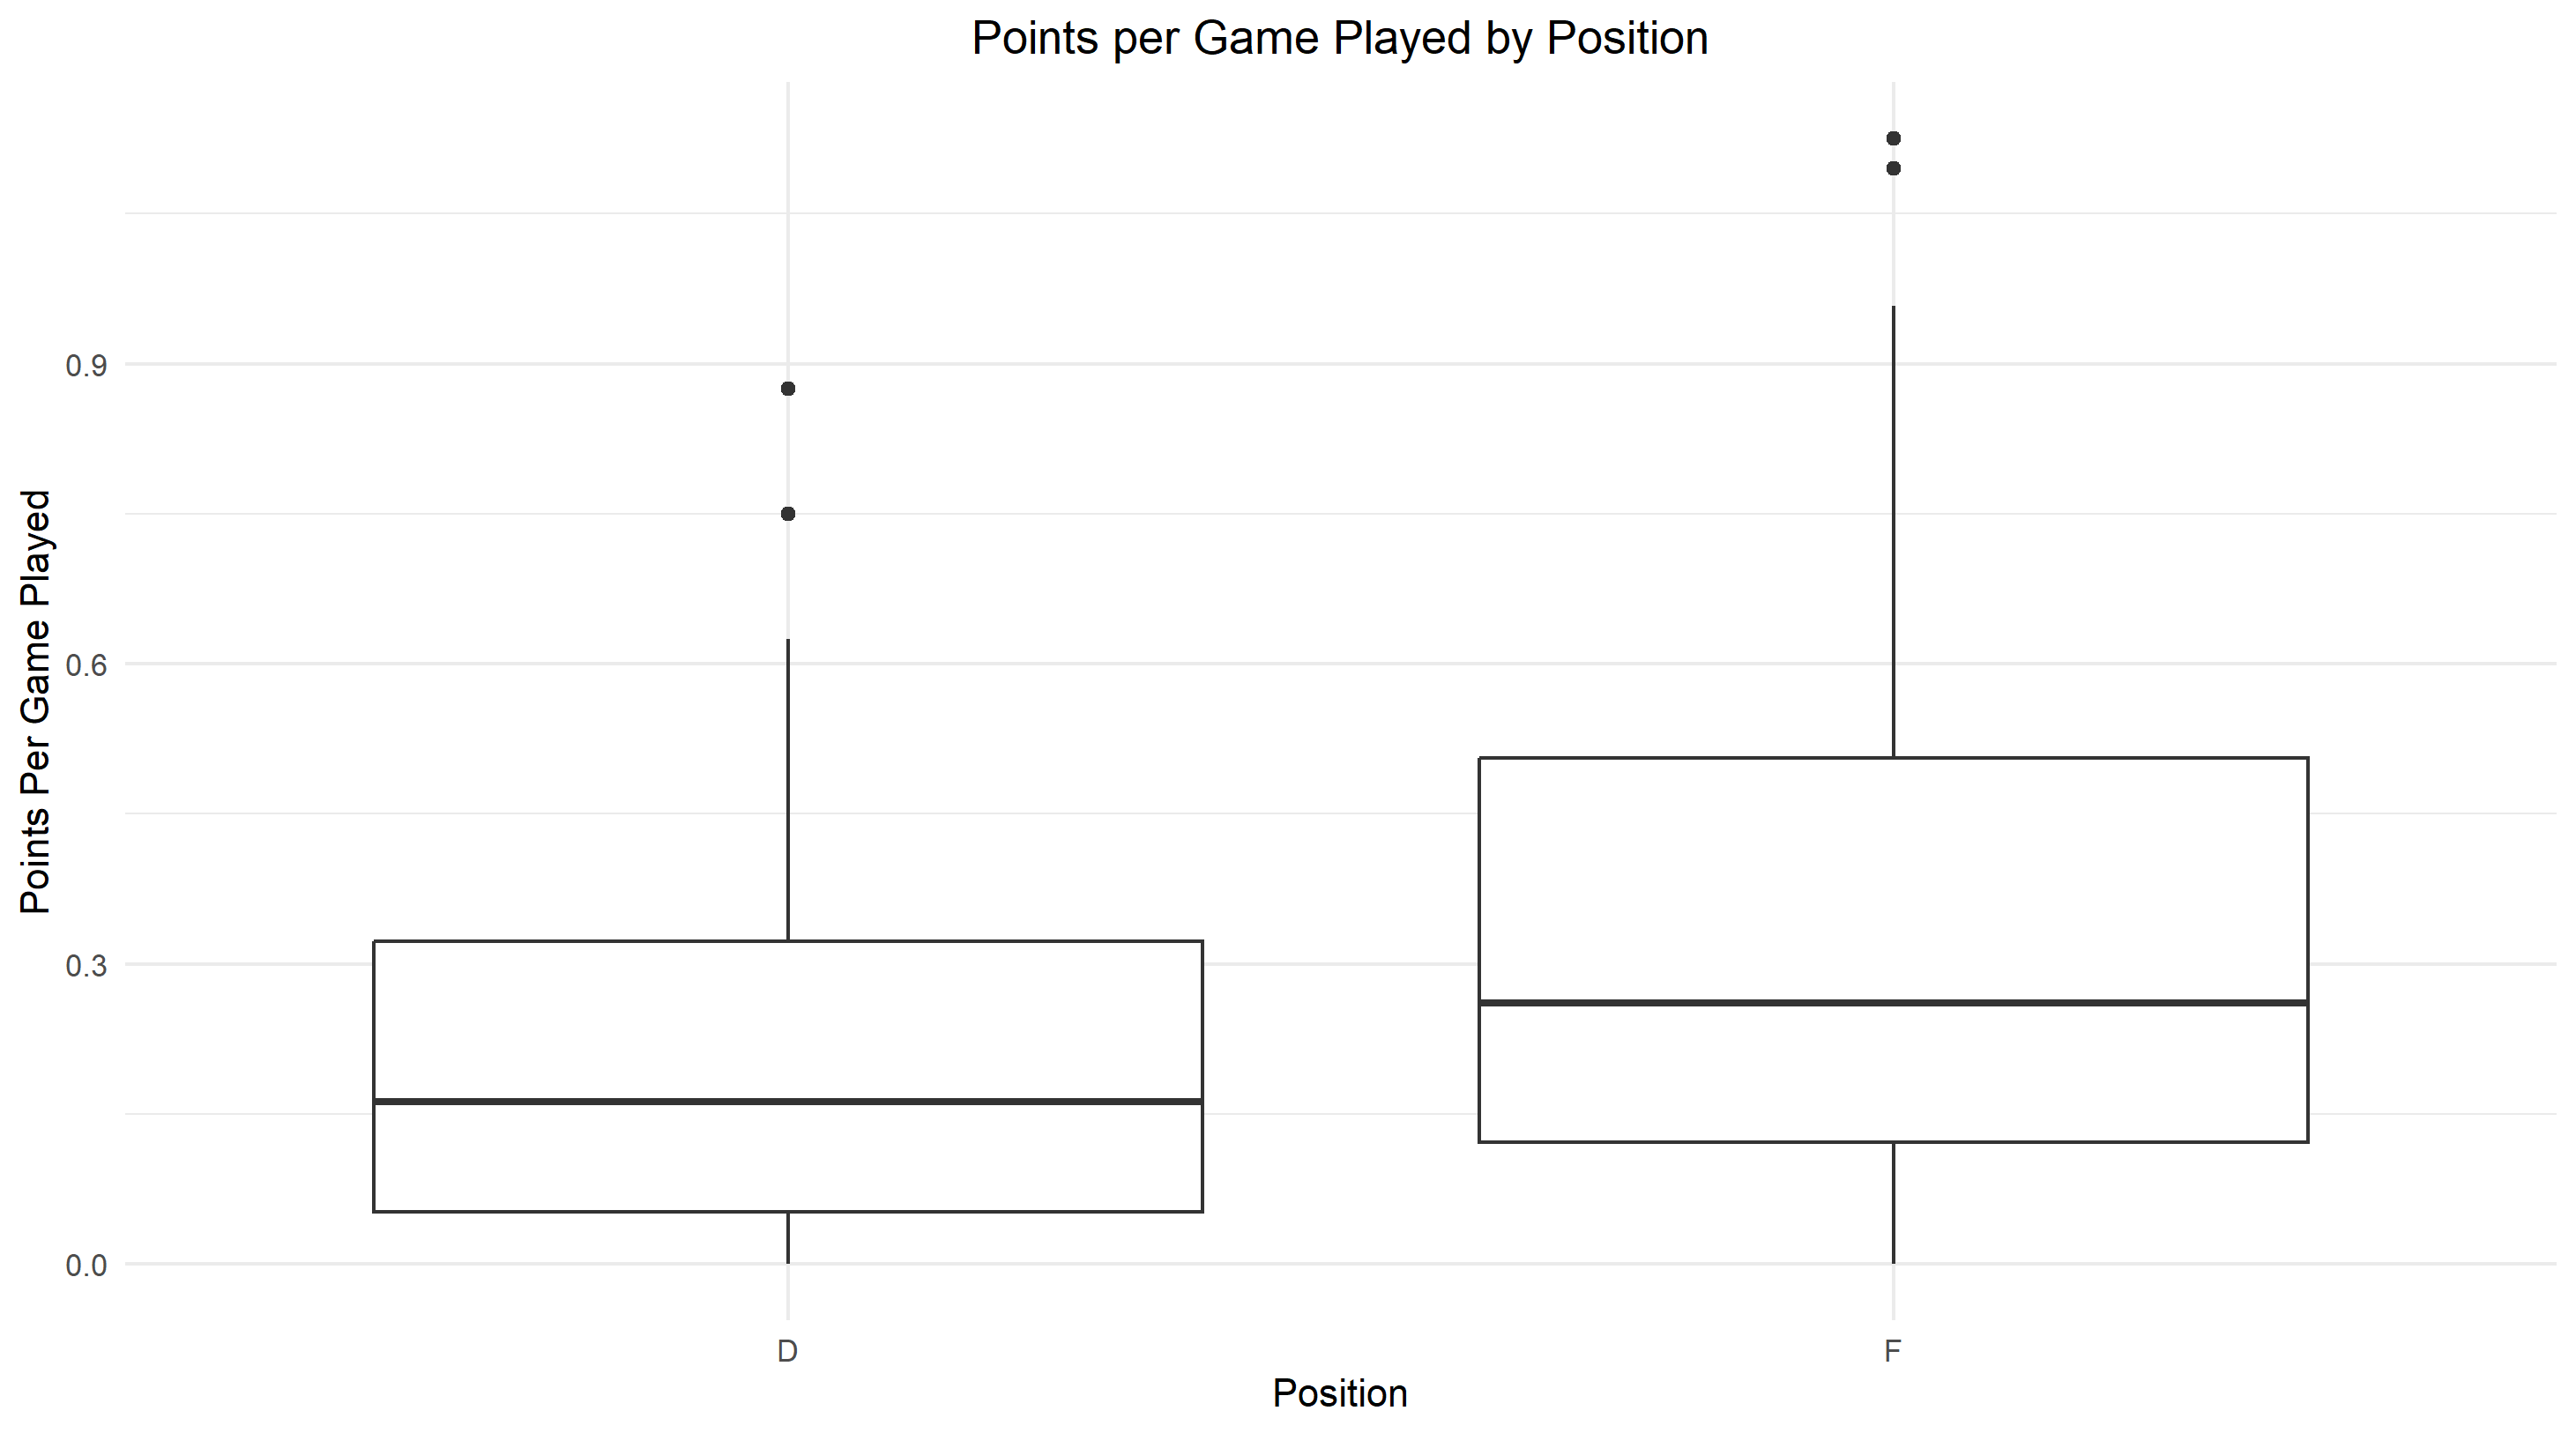 Points per Game Played by Position
Points Per Game Played
0.9
0.6
0.3
0.0
D
F
Position